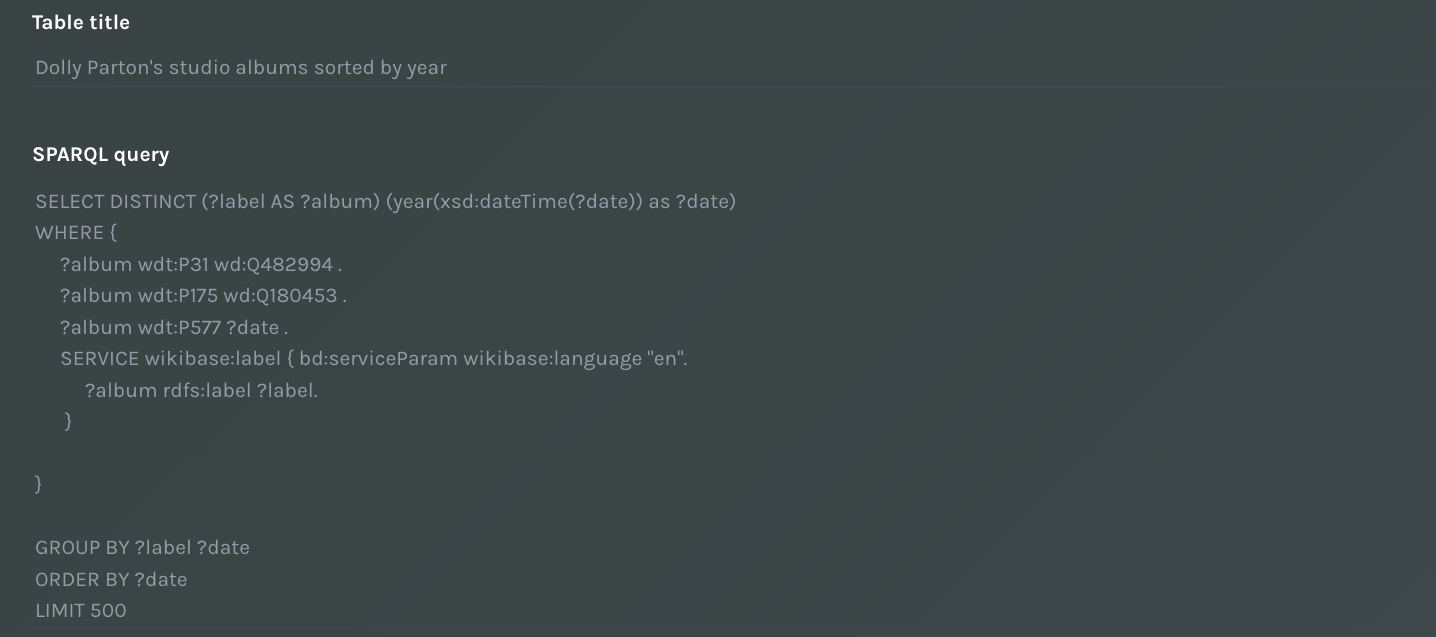 Table title
Dolly Parton's studio albums sorted by year
SPARQL query
SELECT DISTINCT (?label AS ?album) (year(xsd:dateTime(?date)) as ?date)
WHERE {
?album wdt:P31 wd:Q482994 .
?album wdt:P175 wd:Q180453 .
?album wdt:P577 ?date .
SERVICE wikibase:label { bd:serviceParam wikibase:language "en".
?album rdfs:label ?label.
}
}
GROUP BY ?label ?date
ORDER BY ?date
LIMIT 500